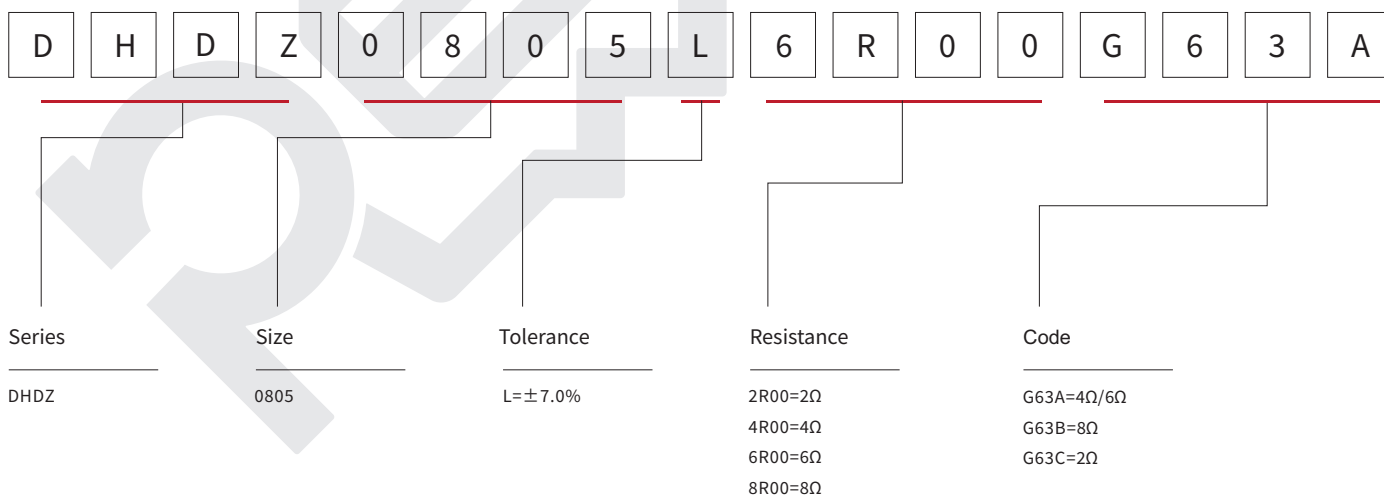 D H D Z 0 8 0 5 L 6 R 0 0 G 6 3 A
Series Size Tolerance Resistance Code
DHDZ 0805 L=±7.0% 2R00=2Ω G63A=4Ω/6Ω
4R00=4Ω G63B=8Ω
6R00=6Ω G63C=2Ω
8R00=8Ω